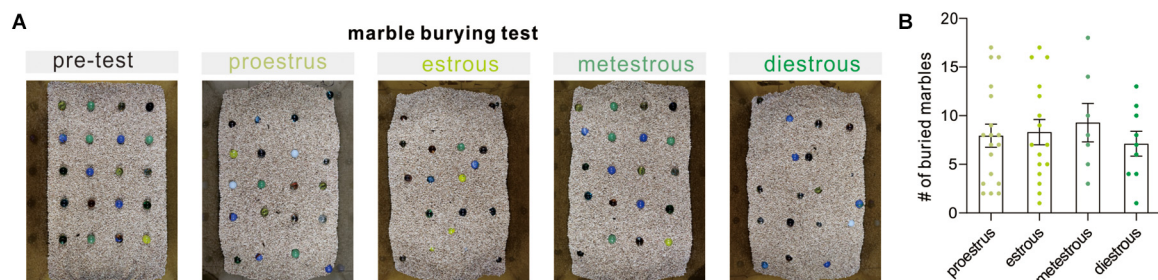 A
marble burying test
pre-test
proestrus
estrous
metestrous
diestrous
B
# of buried marbles
20
15
10
5
0
proestrus
estrous
metestrous
diestrous